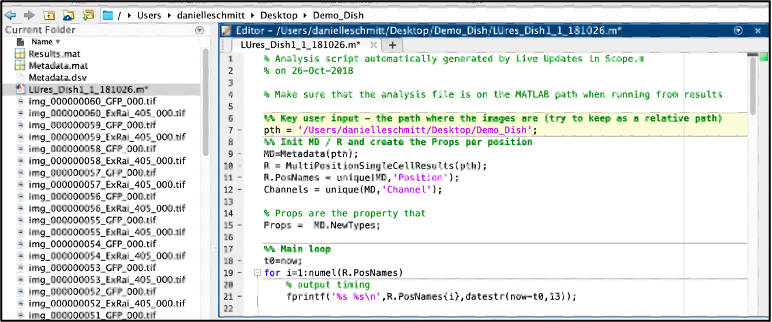 / ▸ Users ▸ danielleschmitt ▸ Desktop ▸ Demo_Dish
Current Folder
Name
Results.mat
Metadata.mat
Metadata.dsv
LUres_Dish1_1_181026.m*
img_000000060_GFP_000.tif
img_000000060_ExRai_405_000.tif
img_000000059_GFP_000.tif
img_000000059_ExRai_405_000.tif
img_000000058_GFP_000.tif
img_000000058_ExRai_405_000.tif
img_000000057_GFP_000.tif
img_000000057_ExRai_405_000.tif
img_000000056_GFP_000.tif
img_000000056_ExRai_405_000.tif
img_000000055_GFP_000.tif
img_000000055_ExRai_405_000.tif
img_000000054_GFP_000.tif
img_000000054_ExRai_405_000.tif
img_000000053_GFP_000.tif
img_000000053_ExRai_405_000.tif
img_000000052_GFP_000.tif
img_000000052_ExRai_405_000.tif
img_000000051_GFP_000.tif
Editor - /Users/danielleschmitt/Desktop/Demo_Dish/LUres_Dish1_1_181026.m*
LUres_Dish1_1_181026.m* × +
1 % Analysis script automatically generated by Live Updates in Scope.m
2 % on 26-Oct-2018
3
4 % Make sure that the analysis file is on the MATLAB path when running from results
5
6 %% Key user input - the path where the images are (try to keep as a relative path)
7 - pth = '/Users/danielleschmitt/Desktop/Demo_Dish';
8 %% Init MD / R and create the Props per position
9 - MD=Metadata(pth);
10 - R = MultiPositionSingleCellResults(pth);
11 - R.PosNames = unique(MD,'Position');
12 - Channels = unique(MD,'Channel');
13
14 % Props are the property that
15 - Props = MD.NewTypes;
16
17 %% Main loop
18 - t0=now;
19 - for i=1:numel(R.PosNames)
20 % output timing
21 - fprintf('%s %s\n',R.PosNames{i},datestr(now-t0,13));
22